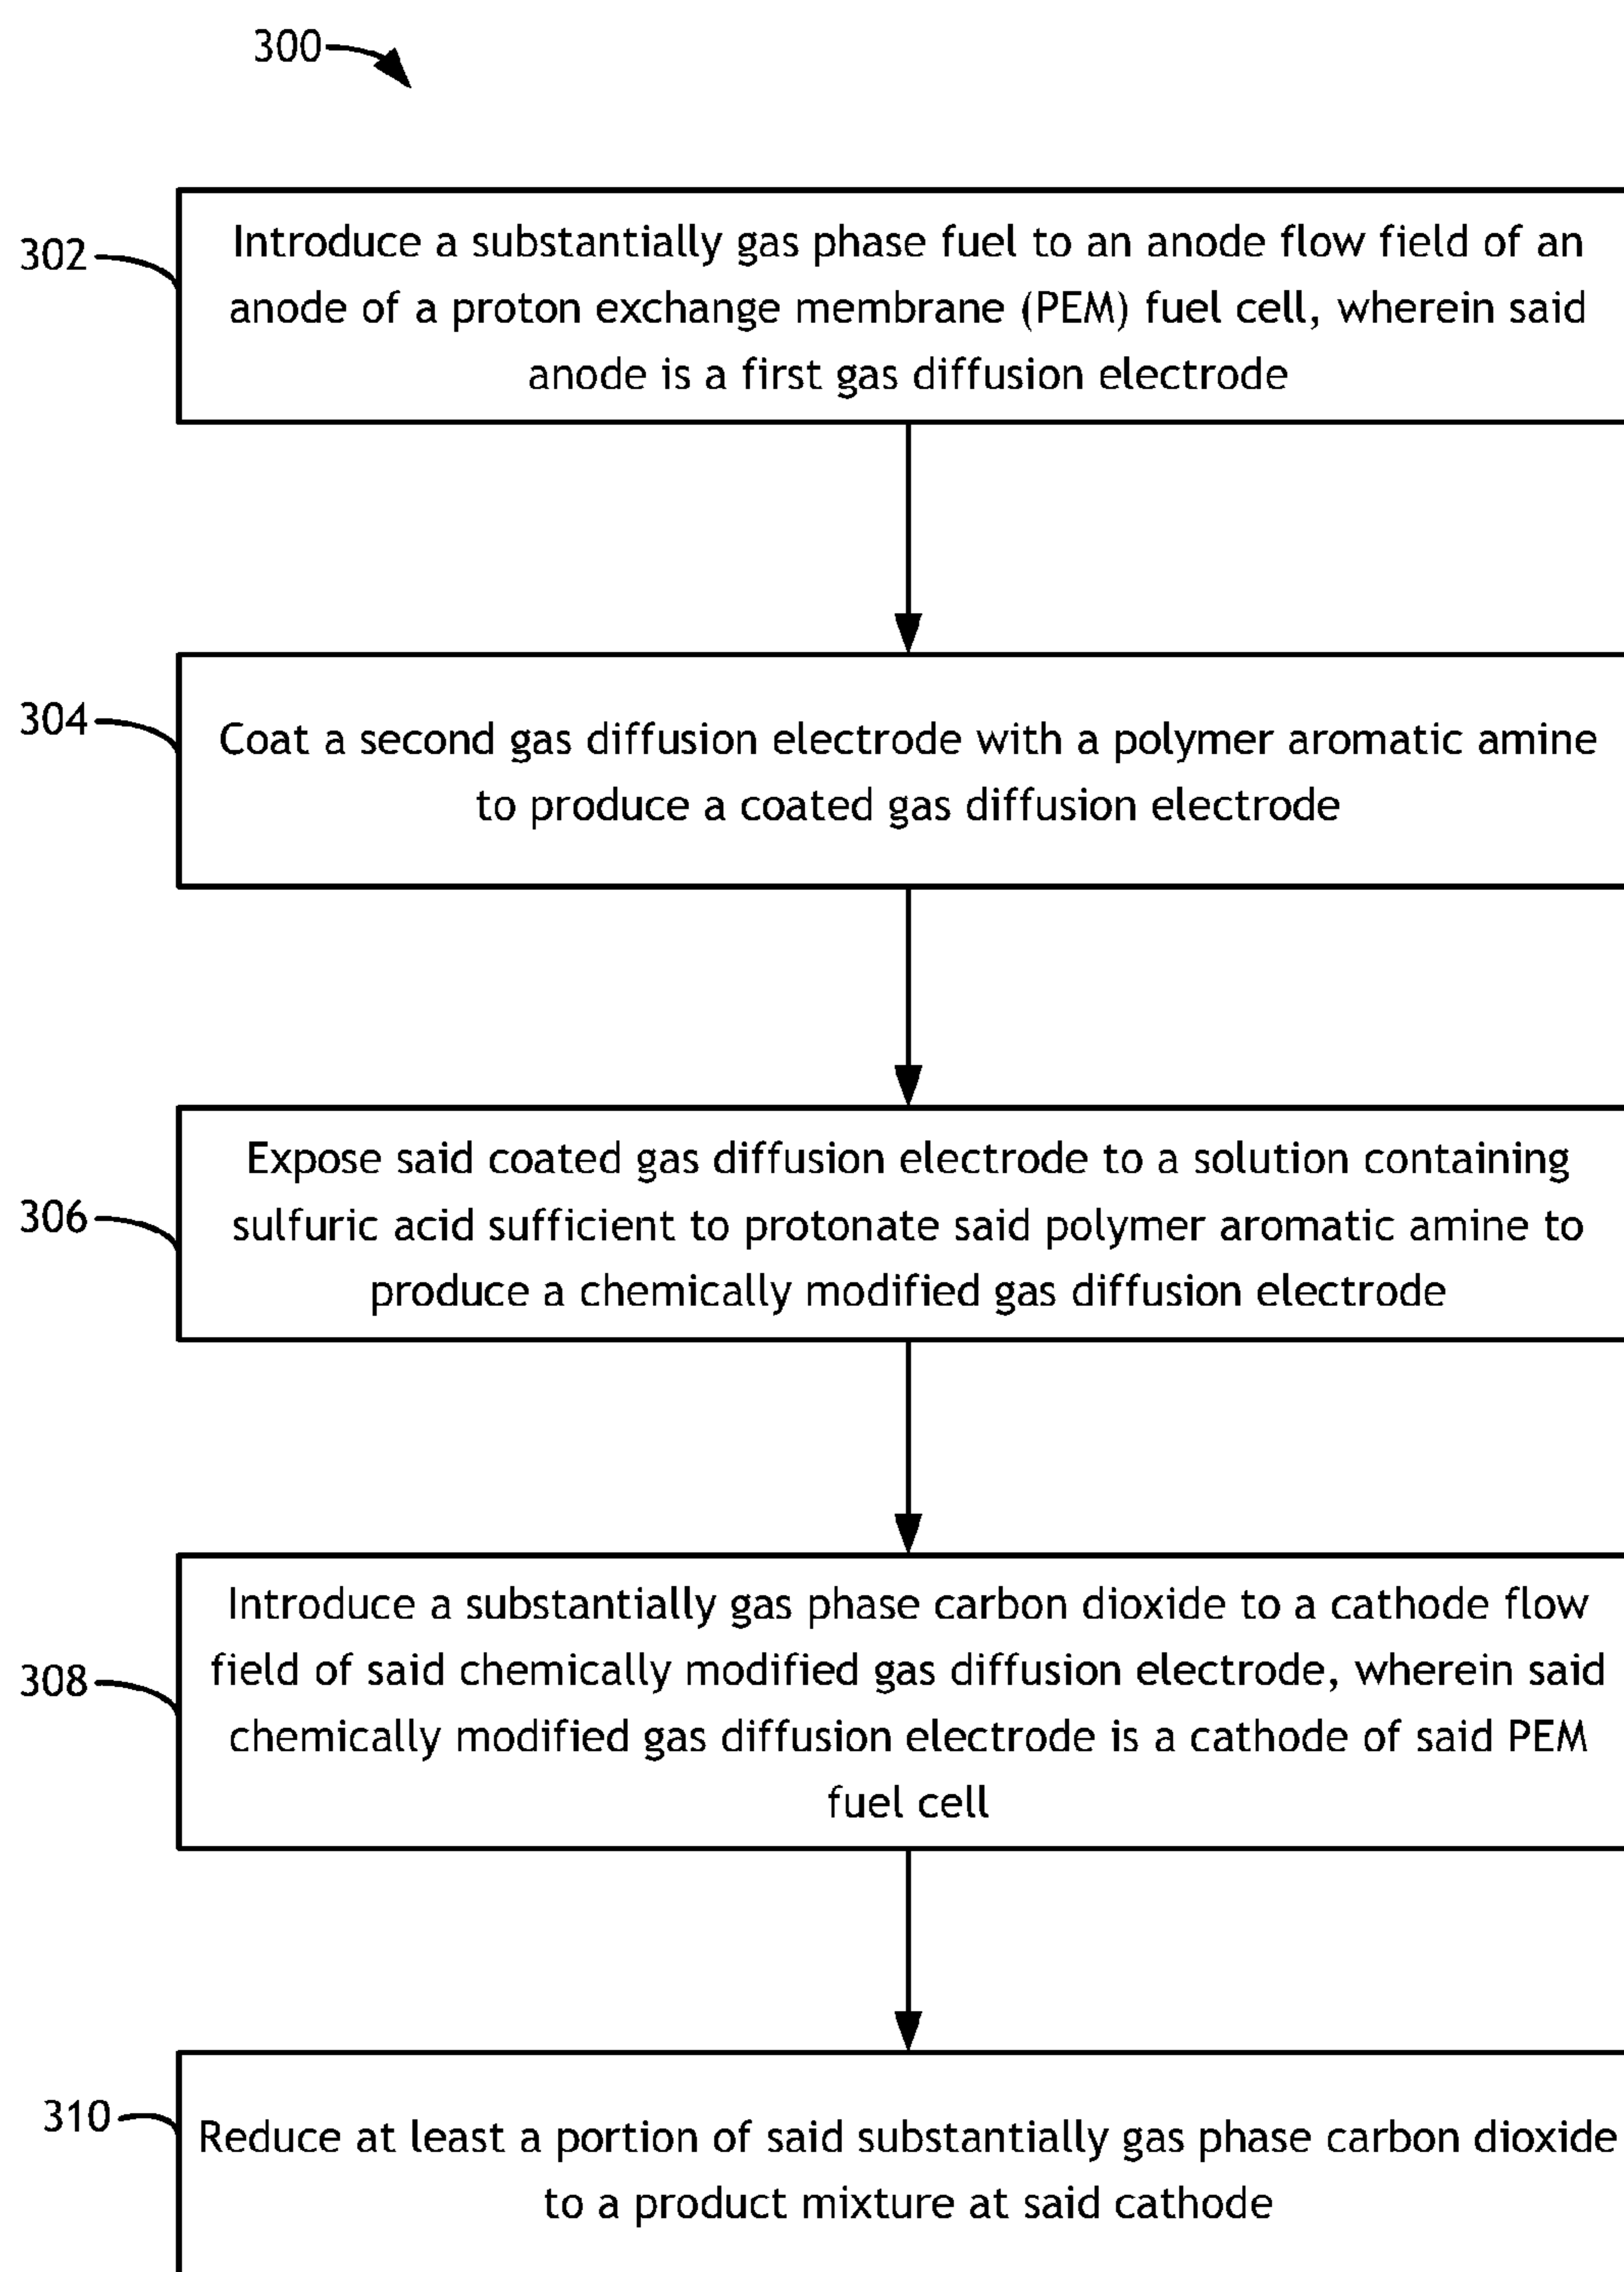 300
302
Introduce a substantially gas phase fuel to an anode flow field of an
anode of a proton exchange membrane (PEM) fuel cell, wherein said
anode is a first gas diffusion electrode
304
Coat a second gas diffusion electrode with a polymer aromatic amine
to produce a coated gas diffusion electrode
306
Expose said coated gas diffusion electrode to a solution containing
sulfuric acid sufficient to protonate said polymer aromatic amine to
produce a chemically modified gas diffusion electrode
308
Introduce a substantially gas phase carbon dioxide to a cathode flow
field of said chemically modified gas diffusion electrode, wherein said
chemically modified gas diffusion electrode is a cathode of said PEM
fuel cell
310
Reduce at least a portion of said substantially gas phase carbon dioxide
to a product mixture at said cathode